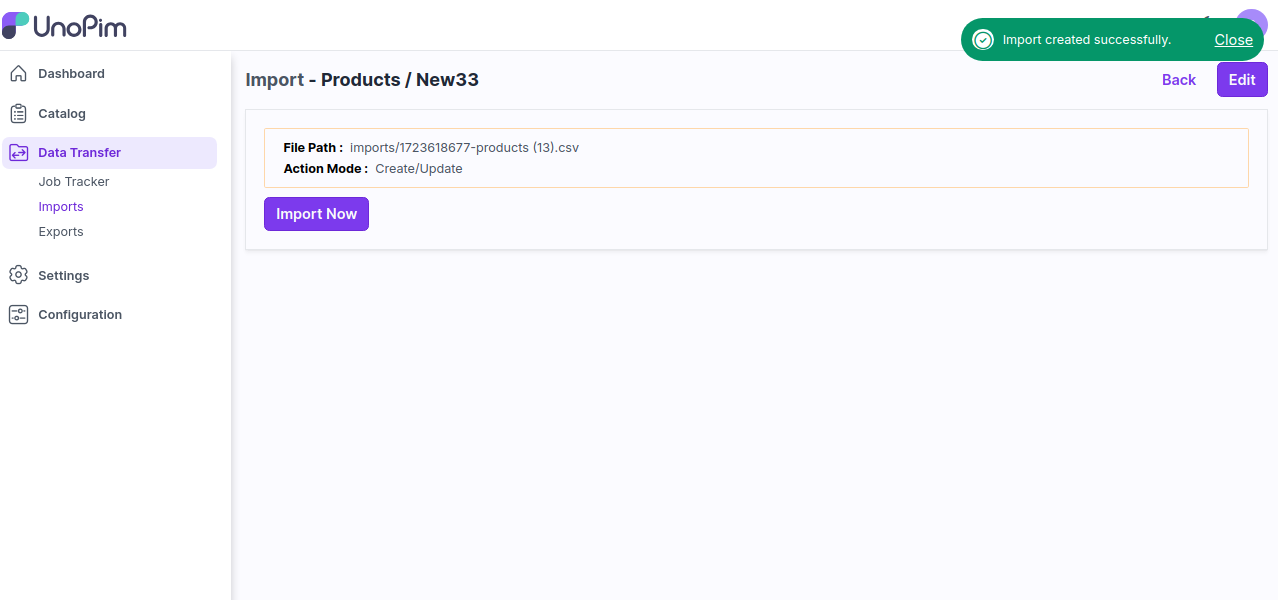 UnoPim
Import created successfully. Close
Dashboard
Catalog
Data Transfer
Job Tracker
Imports
Exports
Settings
Configuration
Import - Products / New33
Back Edit
File Path : imports/1723618677-products (13).csv
Action Mode : Create/Update
Import Now